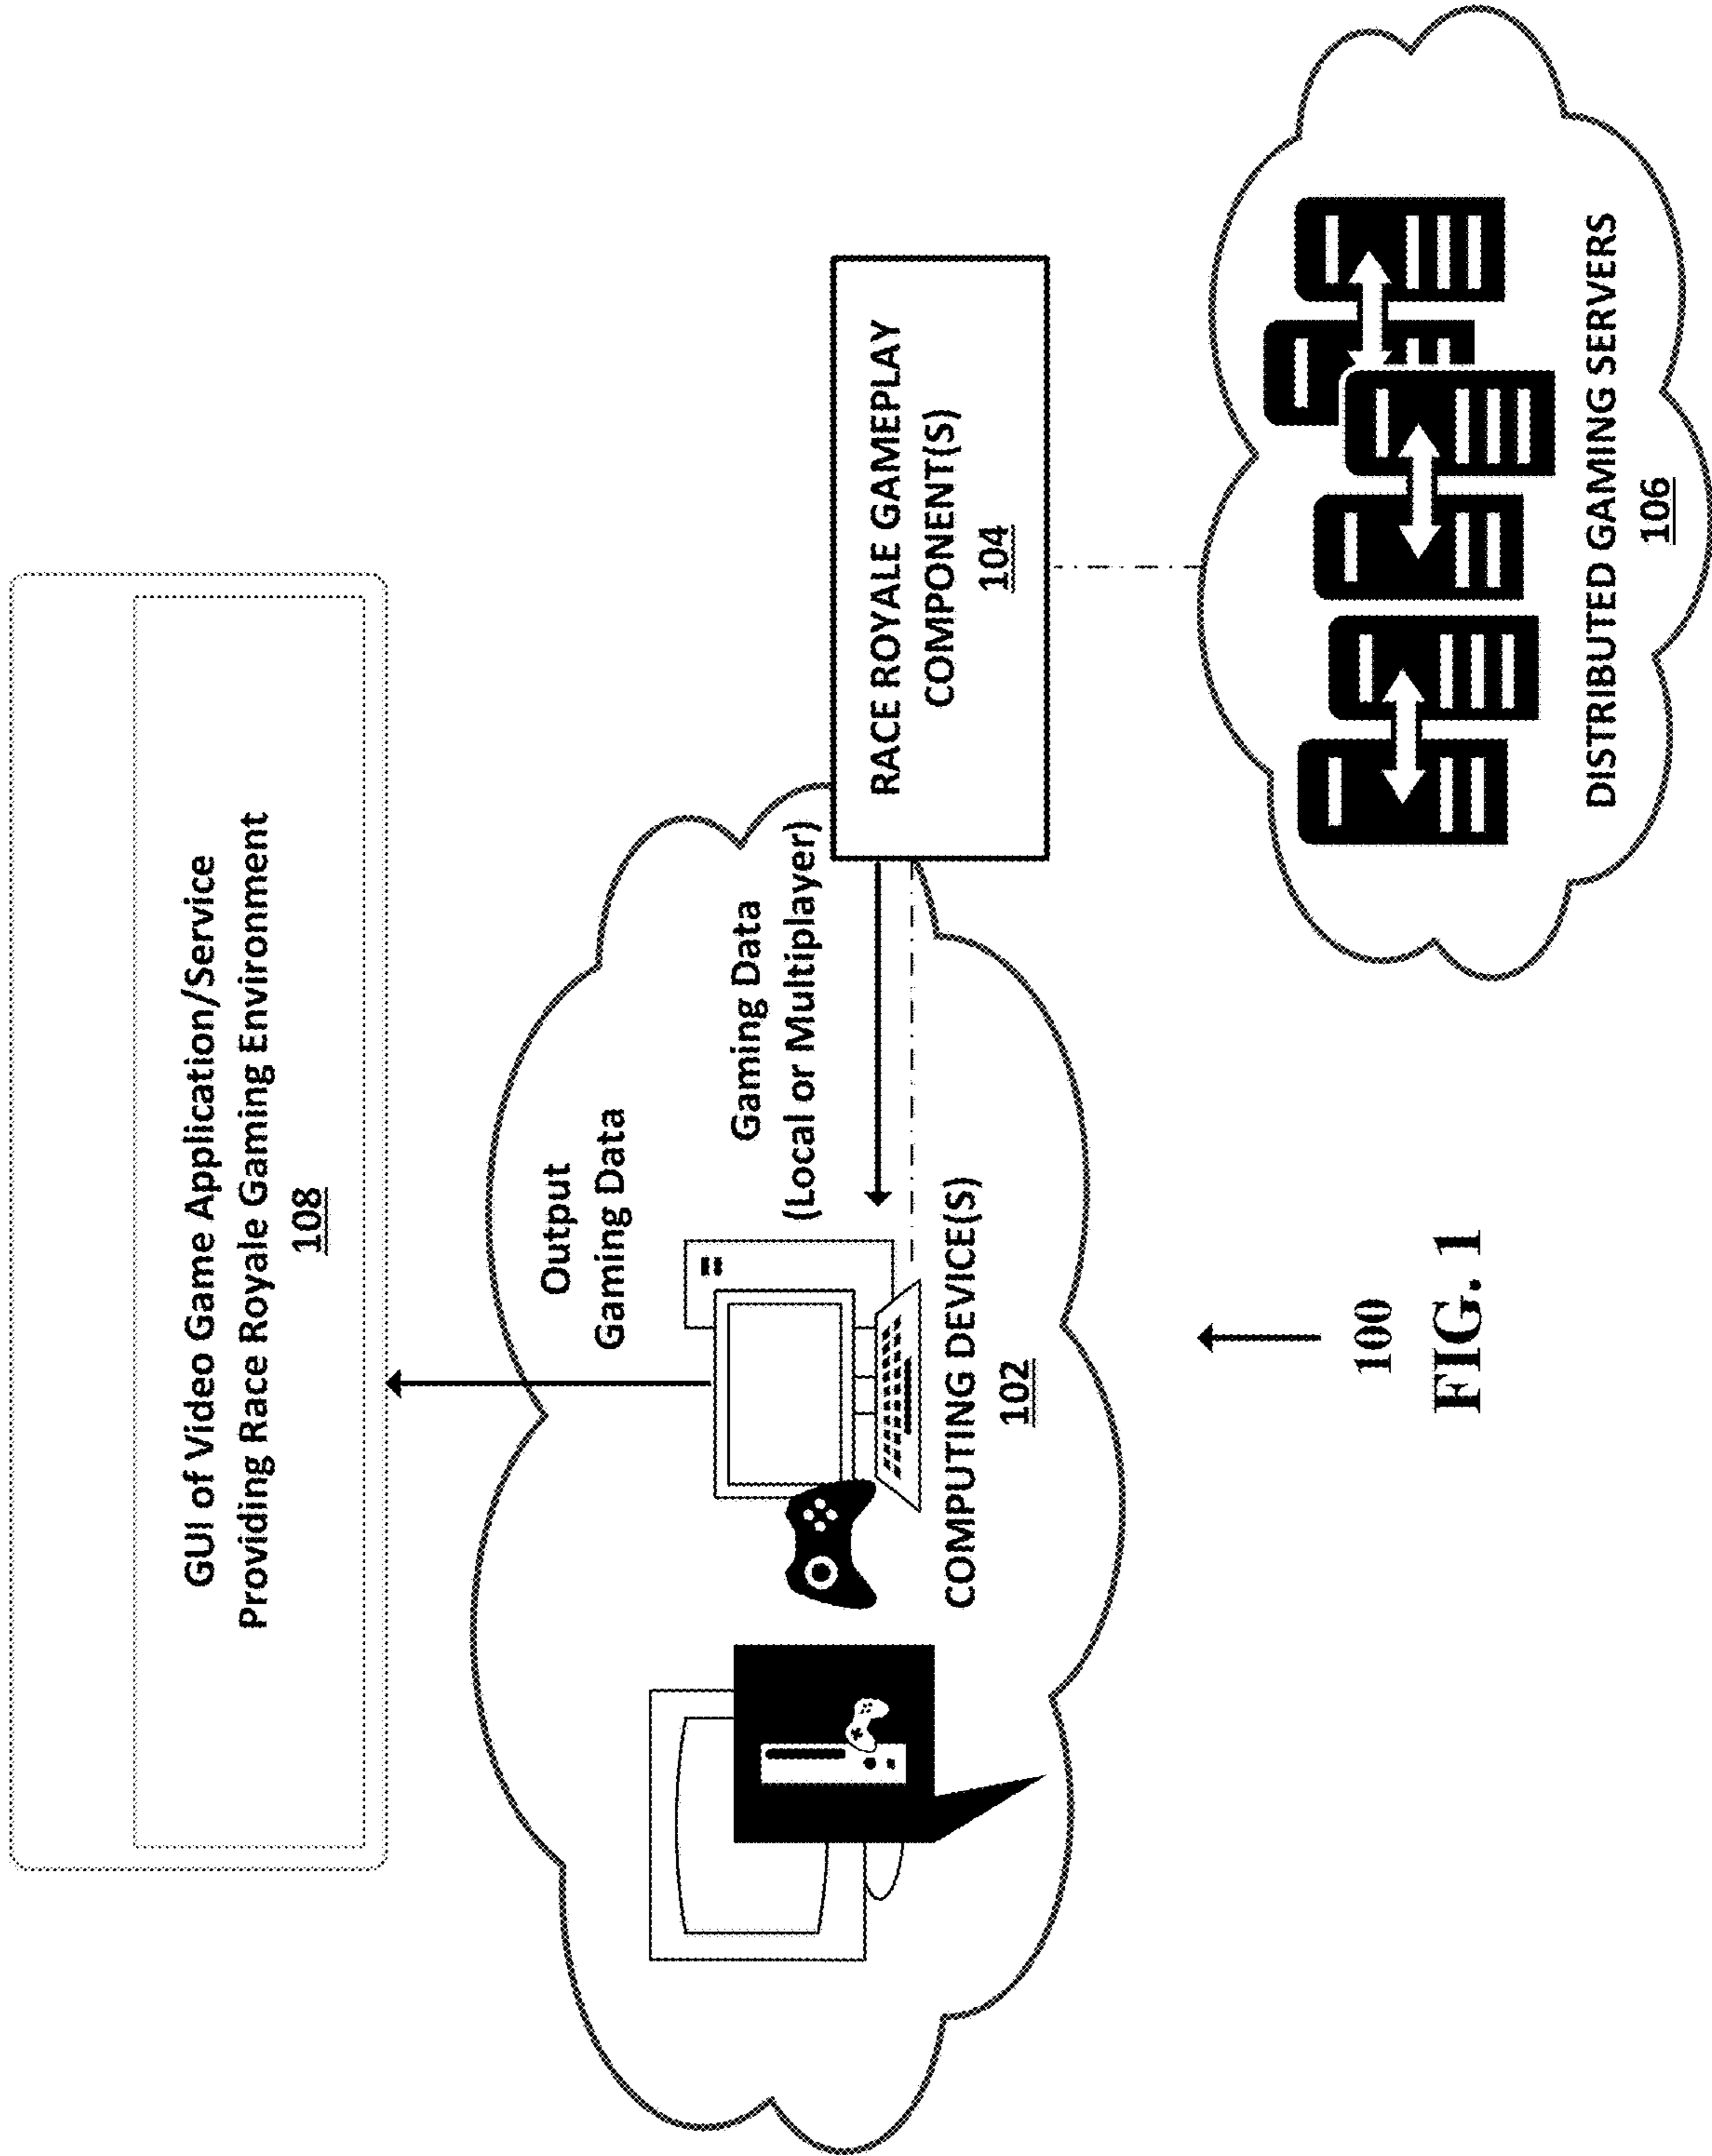 GUI of Video Game Application/Service
Providing Race Royale Gaming Environment
108
Output
Gaming Data
Gaming Data
(Local or Multiplayer)
RACE ROYALE GAMEPLAY
COMPONENT(S)
104
COMPUTING DEVICE(S)
102
DISTRIBUTED GAMING SERVERS
106
100
FIG. 1